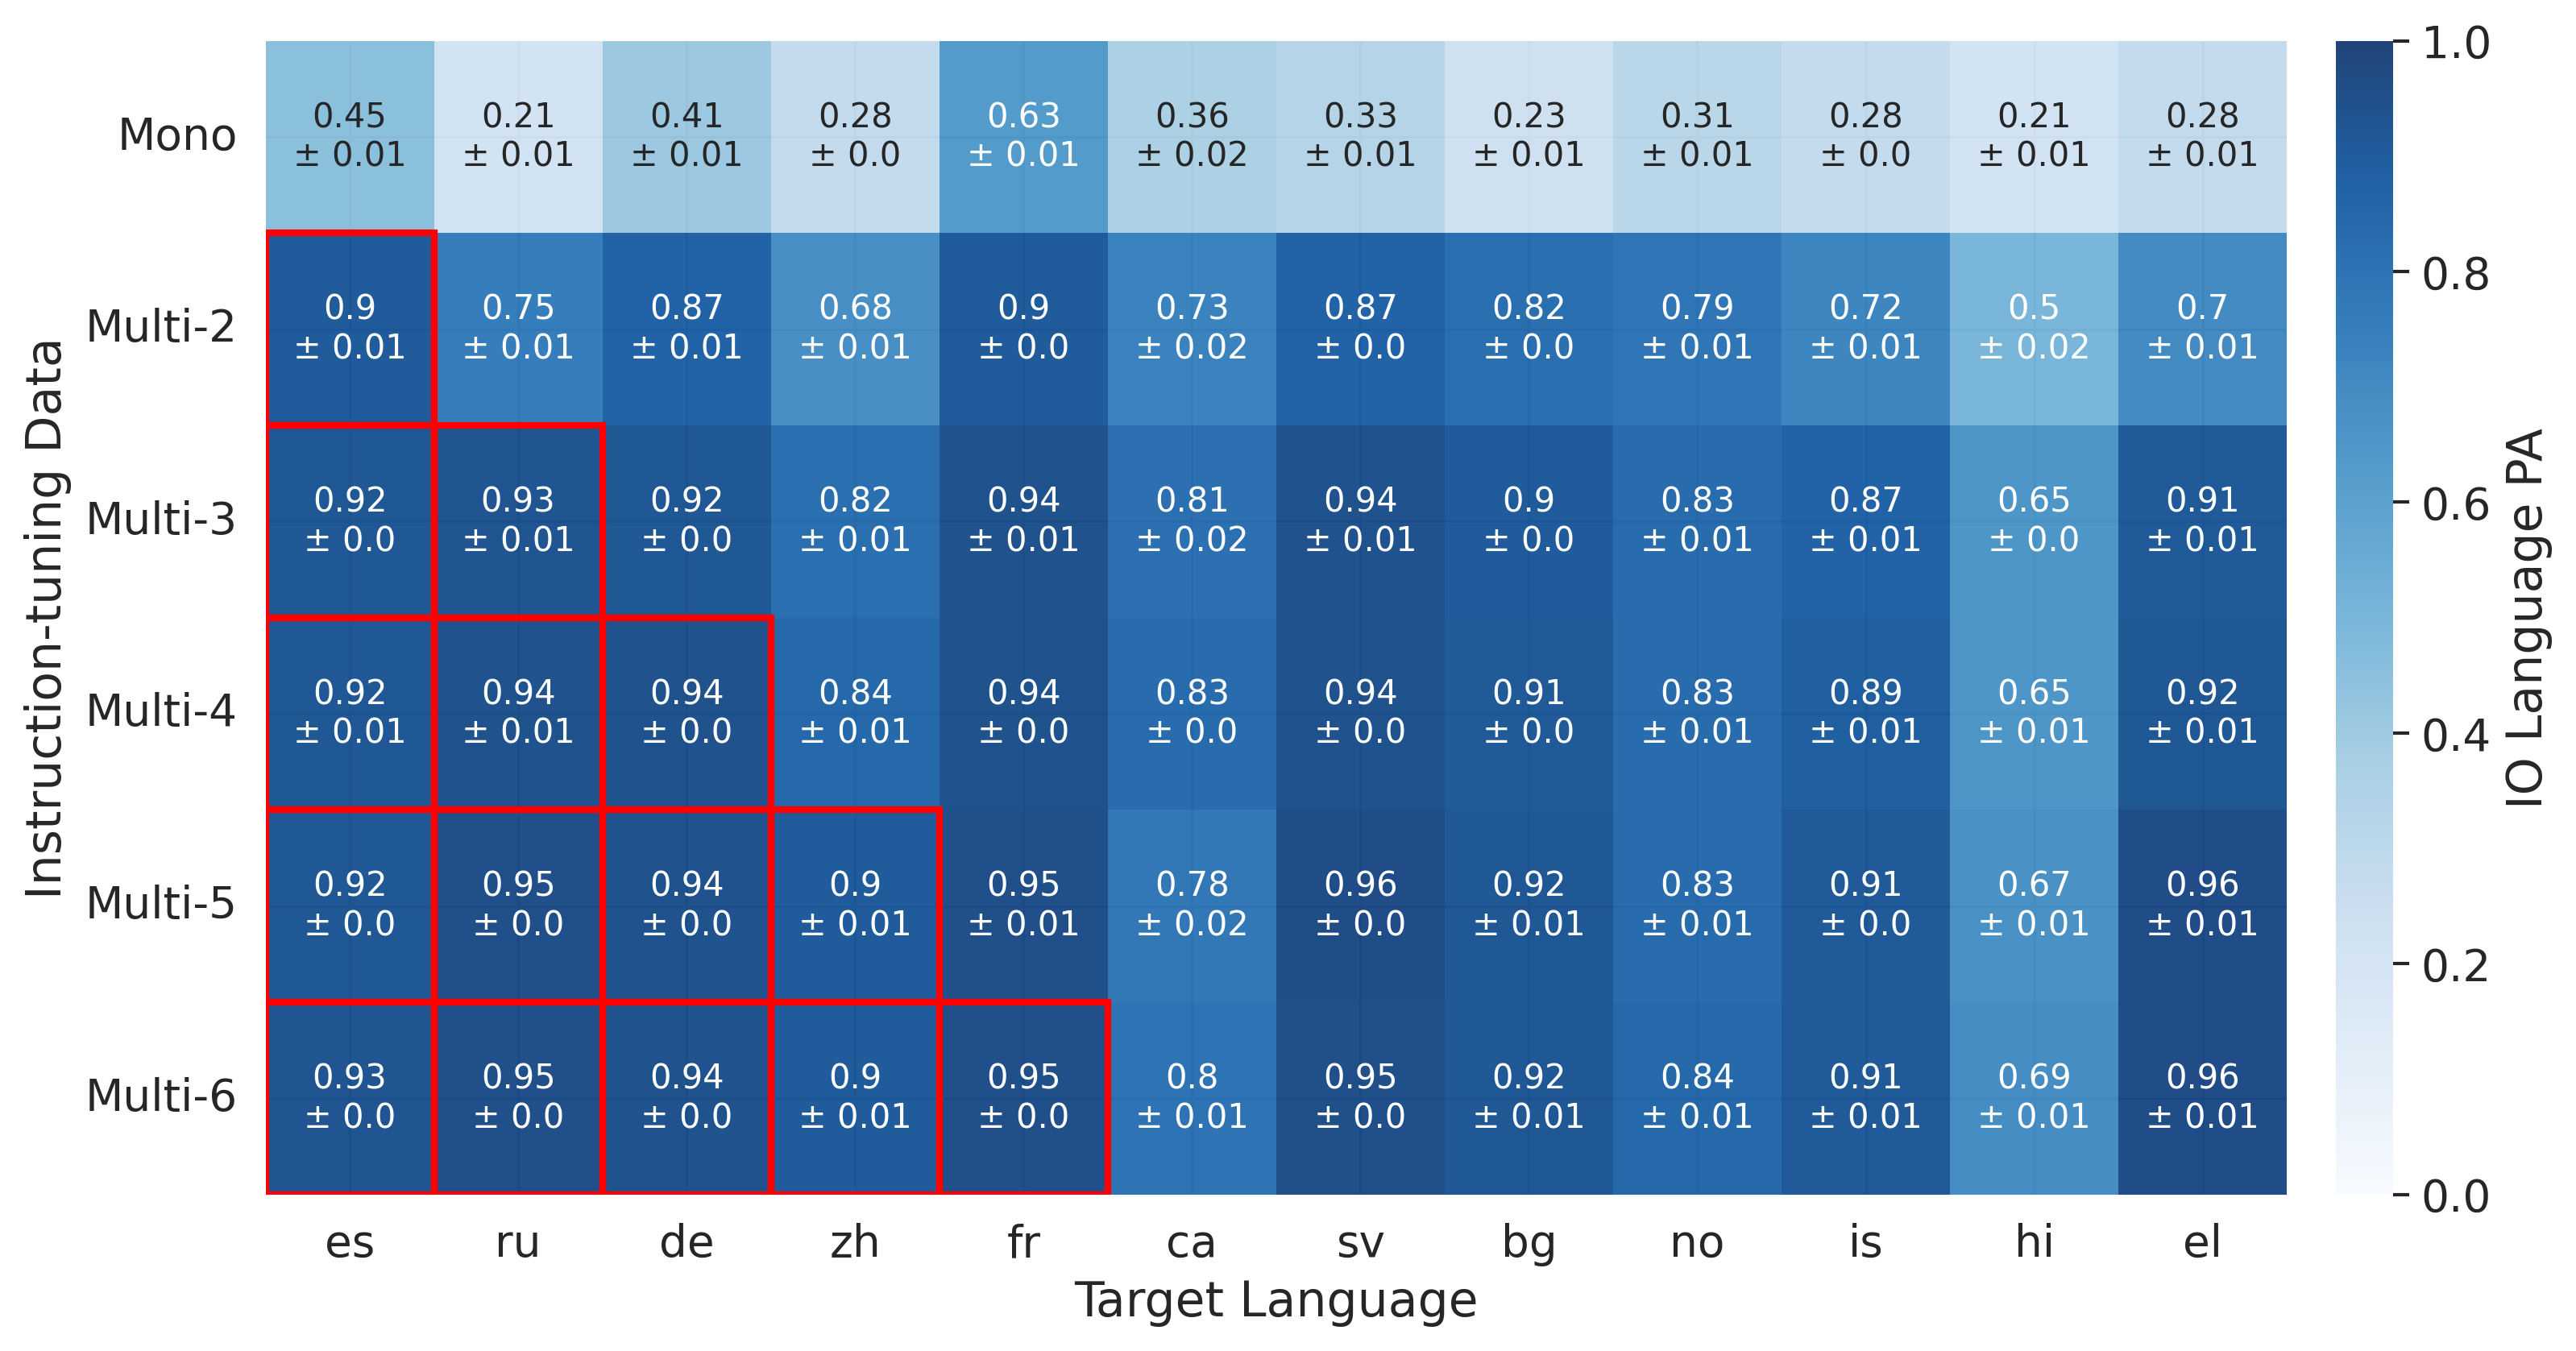 Instruction-tuning Data
Mono 0.45 0.21 0.41 0.28 0.63 0.36 0.33 0.23 0.31 0.28 0.21 0.28
± 0.01 ± 0.01 ± 0.01 ± 0.0 ± 0.01 ± 0.02 ± 0.01 ± 0.01 ± 0.01 ± 0.0 ± 0.01 ± 0.01
Multi-2 0.9 0.75 0.87 0.68 0.9 0.73 0.87 0.82 0.79 0.72 0.5 0.7
± 0.01 ± 0.01 ± 0.01 ± 0.01 ± 0.0 ± 0.02 ± 0.0 ± 0.0 ± 0.01 ± 0.01 ± 0.02 ± 0.01
Multi-3 0.92 0.93 0.92 0.82 0.94 0.81 0.94 0.9 0.83 0.87 0.65 0.91
± 0.0 ± 0.01 ± 0.0 ± 0.01 ± 0.01 ± 0.02 ± 0.01 ± 0.0 ± 0.01 ± 0.01 ± 0.0 ± 0.01
Multi-4 0.92 0.94 0.94 0.84 0.94 0.83 0.94 0.91 0.83 0.89 0.65 0.92
± 0.01 ± 0.01 ± 0.0 ± 0.01 ± 0.0 ± 0.0 ± 0.0 ± 0.0 ± 0.01 ± 0.01 ± 0.01 ± 0.01
Multi-5 0.92 0.95 0.94 0.9 0.95 0.78 0.96 0.92 0.83 0.91 0.67 0.96
± 0.0 ± 0.0 ± 0.0 ± 0.01 ± 0.01 ± 0.02 ± 0.0 ± 0.01 ± 0.01 ± 0.0 ± 0.01 ± 0.01
Multi-6 0.93 0.95 0.94 0.9 0.95 0.8 0.95 0.92 0.84 0.91 0.69 0.96
± 0.0 ± 0.0 ± 0.0 ± 0.01 ± 0.0 ± 0.01 ± 0.0 ± 0.01 ± 0.01 ± 0.01 ± 0.01 ± 0.01
es ru de zh fr ca sv bg no is hi el
Target Language
1.0
0.8
0.6
0.4
0.2
0.0
IO Language PA